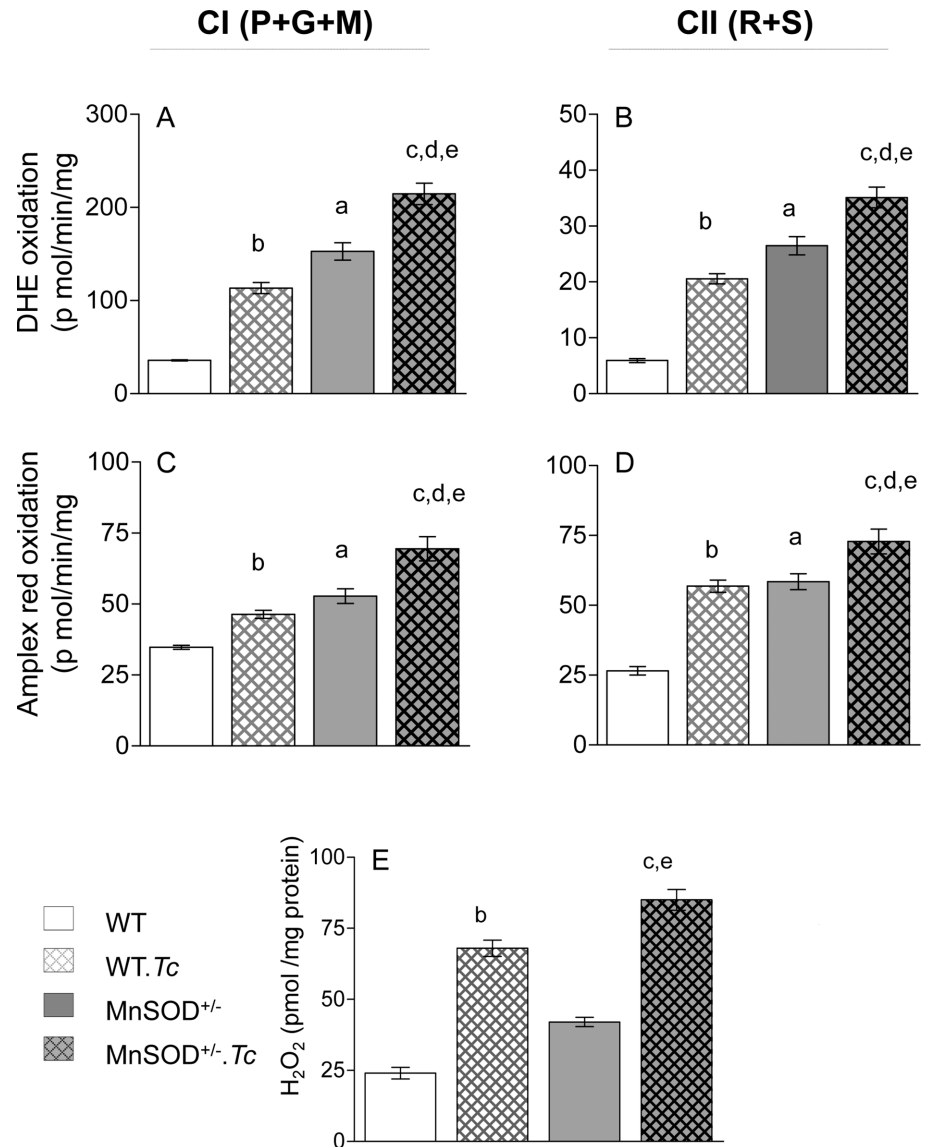 CI (P+G+M)
CII (R+S)
A
300
200
100
0
DHE oxidation
(p mol/min/mg)
b
a
c,d,e
B
50
40
30
20
10
0
b
a
c,d,e
C
100
75
50
25
0
Amplex red oxidation
(p mol/min/mg
b
a
c,d,e
D
100
75
50
25
0
b
a
c,d,e
E
100
75
50
25
0
H₂O₂ (pmol /mg protein)
b
c,e
WT
WT.Tc
MnSOD⁺/⁻
MnSOD⁺/⁻.Tc